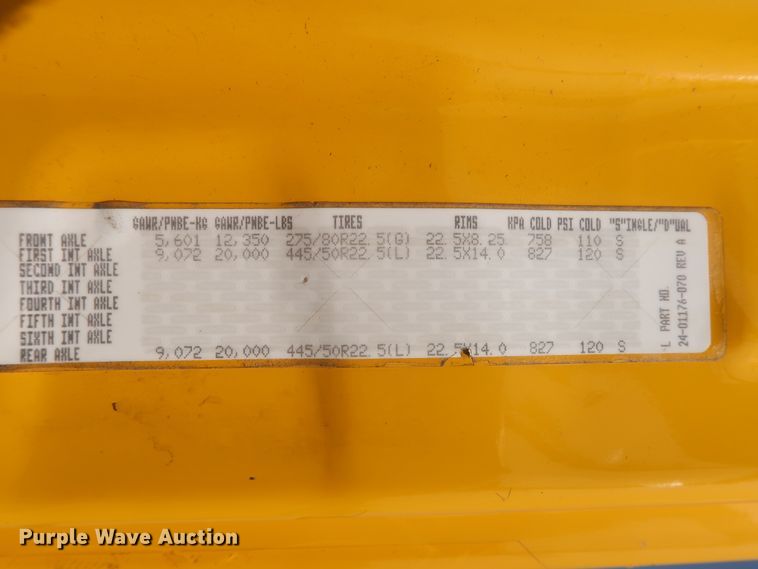 GAWR/PNBE-KG GAWR/PNBE-LBS TIRES RIMS KPA COLD PSI COLD "S"INGLE/"D"UAL
FRONT AXLE 5,601 12,350 275/80R22.5(G) 22.5X8.25 758 110 S
FIRST INT AXLE 9,072 20,000 445/50R22.5(L) 22.5X14.0 827 120 S
SECOND INT AXLE
THIRD INT AXLE
FOURTH INT AXLE
FIFTH INT AXLE
SIXTH INT AXLE
REAR AXLE 9,072 20,000 445/50R22.5(L) 22.5X14.0 827 120 S
L PART NO.
24-01176-070 REV A
Purple Wave Auction